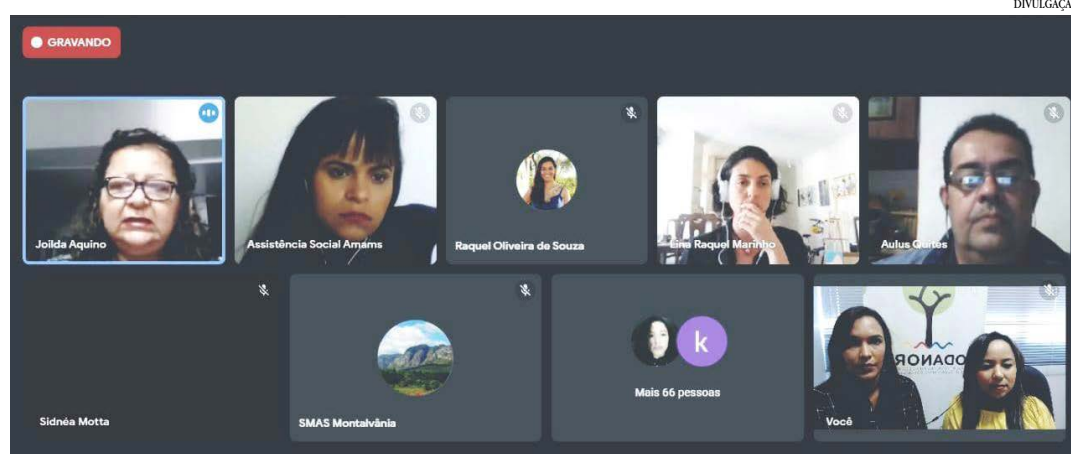 DIVULGAÇÃ
GRAVANDO
Joilda Aquino
Assistência Social Amams
Raquel Oliveira de Souza
Lina Raquel Marinho
Aulus Quites
Sidnéa Motta
SMAS Montalvânia
k
Mais 66 pessoas
Você